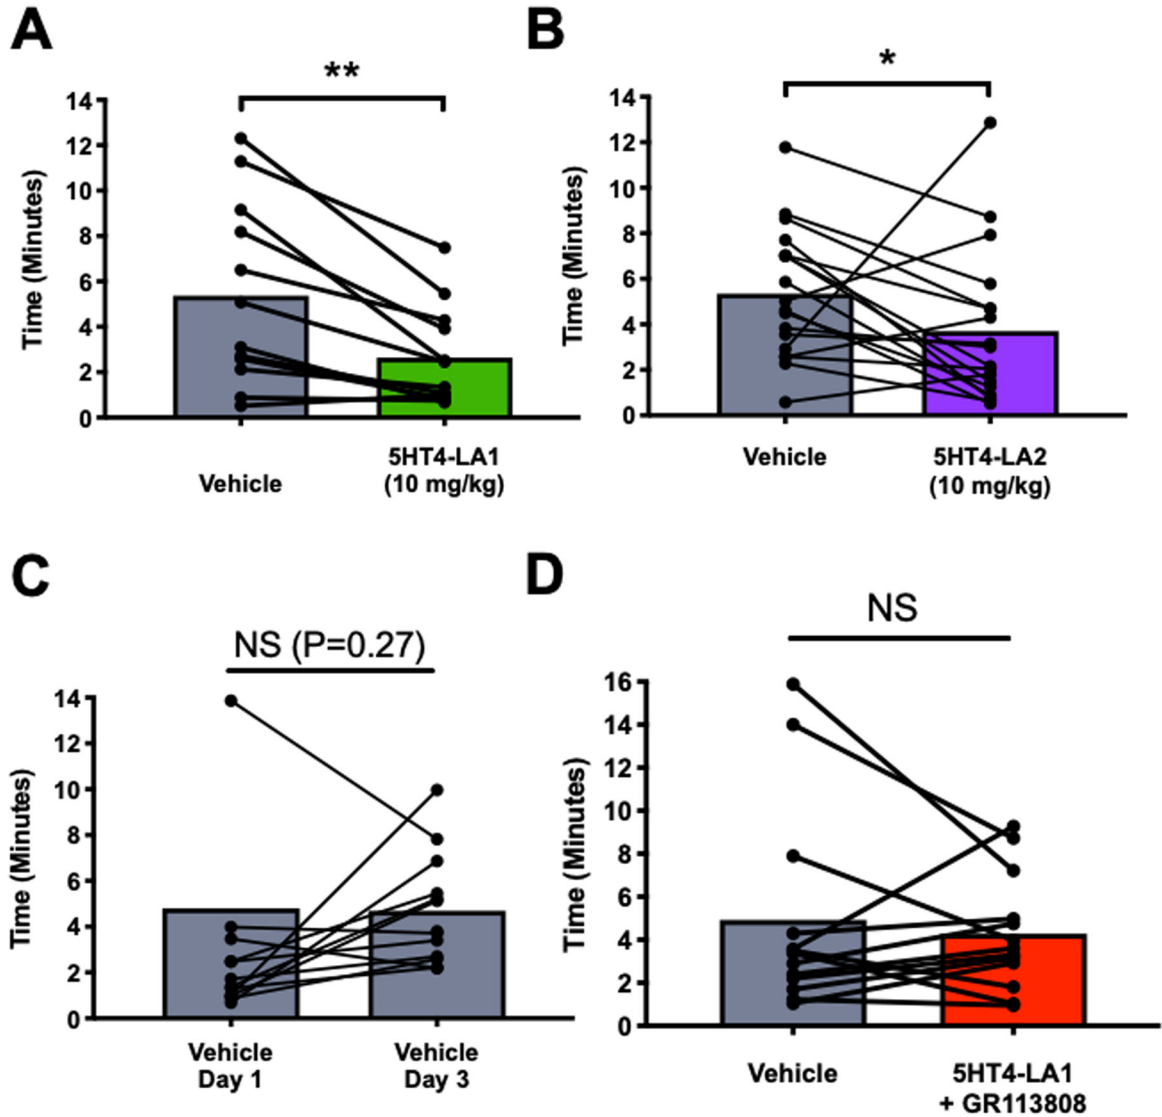 A
**
Time (Minutes)
14
12
10
8
6
4
2
0
Vehicle
5HT4-LA1
(10 mg/kg)
B
*
Time (Minutes)
14
12
10
8
6
4
2
0
Vehicle
5HT4-LA2
(10 mg/kg)
C
NS (P=0.27)
Time (Minutes)
14
12
10
8
6
4
2
0
Vehicle
Day 1
Vehicle
Day 3
D
NS
Time (Minutes)
16
14
12
10
8
6
4
2
0
Vehicle
5HT4-LA1
+ GR113808